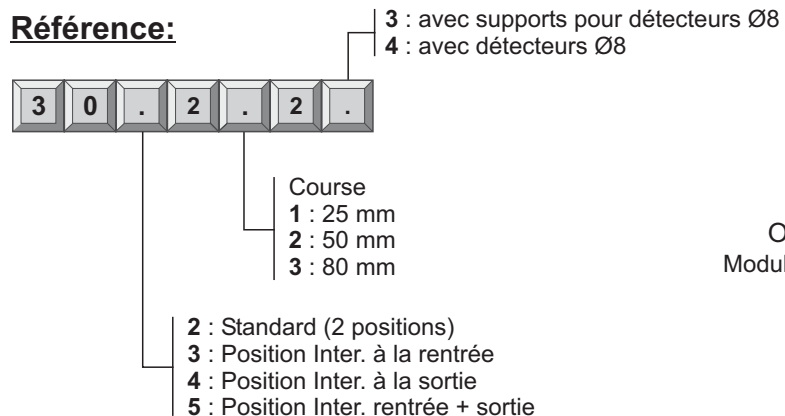 Référence:
3 : avec supports pour détecteurs Ø8
4 : avec détecteurs Ø8
3 0 . 2 . 2 .
Course
1 : 25 mm
2 : 50 mm
3 : 80 mm
O
Modul
2 : Standard (2 positions)
3 : Position Inter. à la rentrée
4 : Position Inter. à la sortie
5 : Position Inter. rentrée + sortie